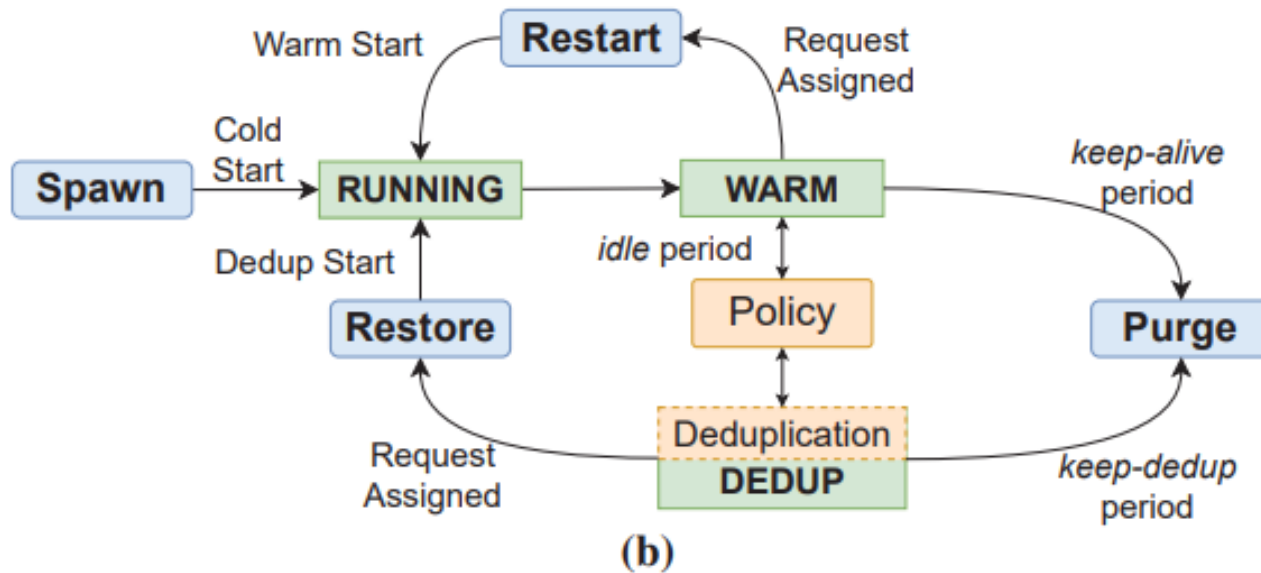 Warm Start
Restart
Request
Assigned
Cold
Start
Spawn
RUNNING
WARM
keep-alive
period
Dedup Start
idle period
Restore
Policy
Purge
Request
Assigned
Deduplication
DEDUP
keep-dedup
period
(b)